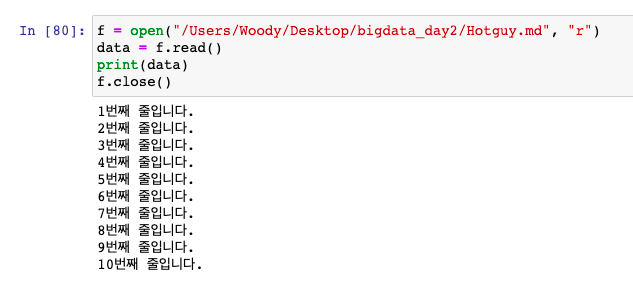 In [80]: f = open("/Users/Woody/Desktop/bigdata_day2/Hotguy.md", "r")
data = f.read()
print(data)
f.close()
1번째 줄입니다.
2번째 줄입니다.
3번째 줄입니다.
4번째 줄입니다.
5번째 줄입니다.
6번째 줄입니다.
7번째 줄입니다.
8번째 줄입니다.
9번째 줄입니다.
10번째 줄입니다.